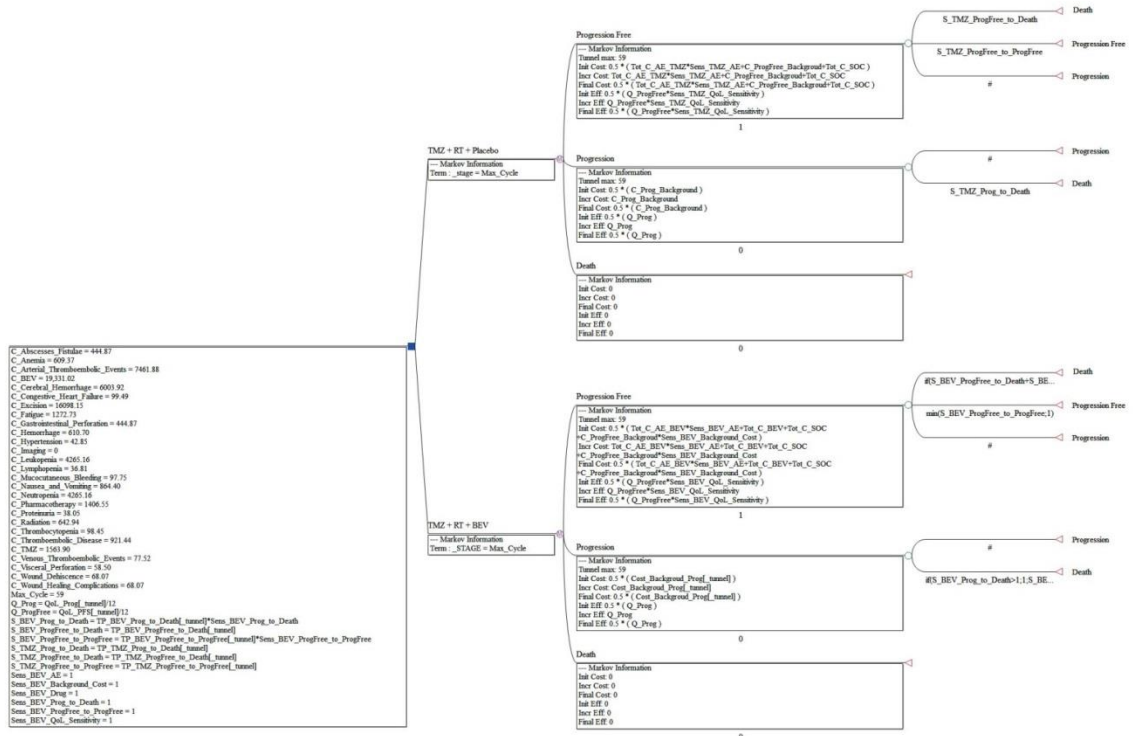 TMZ + RT + Placebo
--- Markov Information
Term : _stage = Max_Cycle
Progression Free
--- Markov Information
Tunnel max: 59
Init Cost: 0.5 * ( Tot_C_AE_TMZ*Sens_TMZ_AE+C_ProgFree_Backgroud+Tot_C_SOC )
Incr Cost: Tot_C_AE_TMZ*Sens_TMZ_AE+C_ProgFree_Backgroud+Tot_C_SOC
Final Cost: 0.5 * ( Tot_C_AE_TMZ*Sens_TMZ_AE+C_ProgFree_Backgroud+Tot_C_SOC )
Init Eff: 0.5 * ( Q_ProgFree*Sens_TMZ_QoL_Sensitivity )
Incr Eff: Q_ProgFree*Sens_TMZ_QoL_Sensitivity
Final Eff: 0.5 * ( Q_ProgFree*Sens_TMZ_QoL_Sensitivity )
1
S_TMZ_ProgFree_to_Death
Death
S_TMZ_ProgFree_to_ProgFree
Progression Free
#
Progression
Progression
--- Markov Information
Tunnel max: 59
Init Cost: 0.5 * ( C_Prog_Background )
Incr Cost: C_Prog_Background
Final Cost: 0.5 * ( C_Prog_Background )
Init Eff: 0.5 * ( Q_Prog )
Incr Eff: Q_Prog
Final Eff: 0.5 * ( Q_Prog )
0
#
Progression
S_TMZ_Prog_to_Death
Death
Death
--- Markov Information
Init Cost: 0
Incr Cost: 0
Final Cost: 0
Init Eff: 0
Incr Eff: 0
Final Eff: 0
0
C_Abscesses_Fistulae = 444.87
C_Anemia = 609.37
C_Arterial_Thromboembolic_Events = 7461.88
C_BEV = 19,331.02
C_Cerebral_Hemorrhage = 6003.92
C_Congestive_Heart_Failure = 99.49
C_Excision = 16098.15
C_Fatigue = 1272.73
C_Gastrointestinal_Perforation = 444.87
C_Hemorrhage = 610.70
C_Hypertension = 42.85
C_Imaging = 0
C_Leukopenia = 4265.16
C_Lymphopenia = 36.81
C_Mucocutaneous_Bleeding = 97.75
C_Nausea_and_Vomiting = 864.40
C_Neutropenia = 4265.16
C_Pharmacotherapy = 1406.55
C_Proteinuria = 38.05
C_Radiation = 642.94
C_Thrombocytopenia = 98.45
C_Thromboembolic_Disease = 921.44
C_TMZ = 1563.90
C_Venous_Thromboembolic_Events = 77.52
C_Visceral_Perforation = 58.50
C_Wound_Dehiscence = 68.07
C_Wound_Healing_Complications = 68.07
Max_Cycle = 59
Q_Prog = QoL_Prog[_tunnel]/12
Q_ProgFree = QoL_PFS[_tunnel]/12
S_BEV_Prog_to_Death = TP_BEV_Prog_to_Death[_tunnel]*Sens_BEV_Prog_to_Death
S_BEV_ProgFree_to_Death = TP_BEV_ProgFree_to_Death[_tunnel]
S_BEV_ProgFree_to_ProgFree = TP_BEV_ProgFree_to_ProgFree[_tunnel]*Sens_BEV_ProgFree_to_ProgFree
S_TMZ_Prog_to_Death = TP_TMZ_Prog_to_Death[_tunnel]
S_TMZ_ProgFree_to_Death = TP_TMZ_ProgFree_to_Death[_tunnel]
S_TMZ_ProgFree_to_ProgFree = TP_TMZ_ProgFree_to_ProgFree[_tunnel]
Sens_BEV_AE = 1
Sens_BEV_Background_Cost = 1
Sens_BEV_Drug = 1
Sens_BEV_Prog_to_Death = 1
Sens_BEV_ProgFree_to_ProgFree = 1
Sens_BEV_QoL_Sensitivity = 1
TMZ + RT + BEV
--- Markov Information
Term : _STAGE = Max_Cycle
Progression Free
--- Markov Information
Tunnel max: 59
Init Cost: 0.5 * ( Tot_C_AE_BEV*Sens_BEV_AE+Tot_C_BEV+Tot_C_SOC
+C_ProgFree_Backgroud*Sens_BEV_Background_Cost )
Incr Cost: Tot_C_AE_BEV*Sens_BEV_AE+Tot_C_BEV+Tot_C_SOC
+C_ProgFree_Backgroud*Sens_BEV_Background_Cost
Final Cost: 0.5 * ( Tot_C_AE_BEV*Sens_BEV_AE+Tot_C_BEV+Tot_C_SOC
+C_ProgFree_Backgroud*Sens_BEV_Background_Cost )
Init Eff: 0.5 * ( Q_ProgFree*Sens_BEV_QoL_Sensitivity )
Incr Eff: Q_ProgFree*Sens_BEV_QoL_Sensitivity
Final Eff: 0.5 * ( Q_ProgFree*Sens_BEV_QoL_Sensitivity )
1
if(S_BEV_ProgFree_to_Death+S_BE...
Death
min(S_BEV_ProgFree_to_ProgFree;1)
Progression Free
#
Progression
Progression
--- Markov Information
Tunnel max: 59
Init Cost: 0.5 * ( Cost_Backgroud_Prog[_tunnel] )
Incr Cost: Cost_Backgroud_Prog[_tunnel]
Final Cost: 0.5 * ( Cost_Backgroud_Prog[_tunnel] )
Init Eff: 0.5 * ( Q_Prog )
Incr Eff: Q_Prog
Final Eff: 0.5 * ( Q_Prog )
0
#
Progression
if(S_BEV_Prog_to_Death>1;1;S_BE...
Death
Death
--- Markov Information
Init Cost: 0
Incr Cost: 0
Final Cost: 0
Init Eff: 0
Incr Eff: 0
Final Eff: 0
0